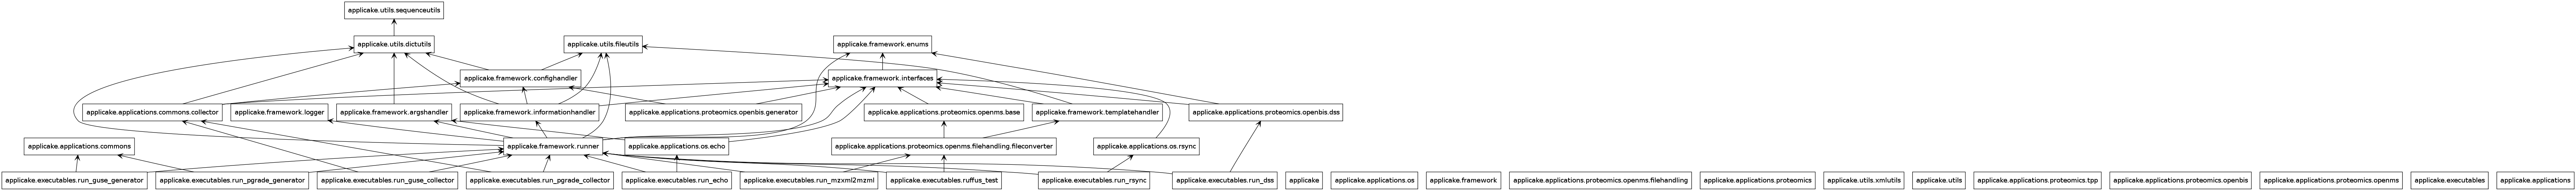 applicake.utils.sequenceutils
applicake.utils.dictutils
applicake.utils.fileutils
applicake.framework.enums
applicake.framework.confighandler
applicake.framework.interfaces
applicake.applications.commons.collector
applicake.framework.logger
applicake.framework.argshandler
applicake.framework.informationhandler
applicake.applications.proteomics.openbis.generator
applicake.applications.proteomics.openms.base
applicake.framework.templatehandler
applicake.applications.proteomics.openbis.dss
applicake.applications.commons
applicake.framework.runner
applicake.applications.os.echo
applicake.applications.proteomics.openms.filehandling.fileconverter
applicake.applications.os.rsync
applicake.executables.run_guse_generator
applicake.executables.run_pgrade_generator
applicake.executables.run_guse_collector
applicake.executables.run_pgrade_collector
applicake.executables.run_echo
applicake.executables.run_mzxml2mzml
applicake.executables.ruffus_test
applicake.executables.run_rsync
applicake.executables.run_dss
applicake
applicake.applications.os
applicake.framework
applicake.applications.proteomics.openms.filehandling
applicake.applications.proteomics
applicake.utils.xmlutils
applicake.utils
applicake.applications.proteomics.tpp
applicake.applications.proteomics.openbis
applicake.applications.proteomics.openms
applicake.executables
applicake.applications